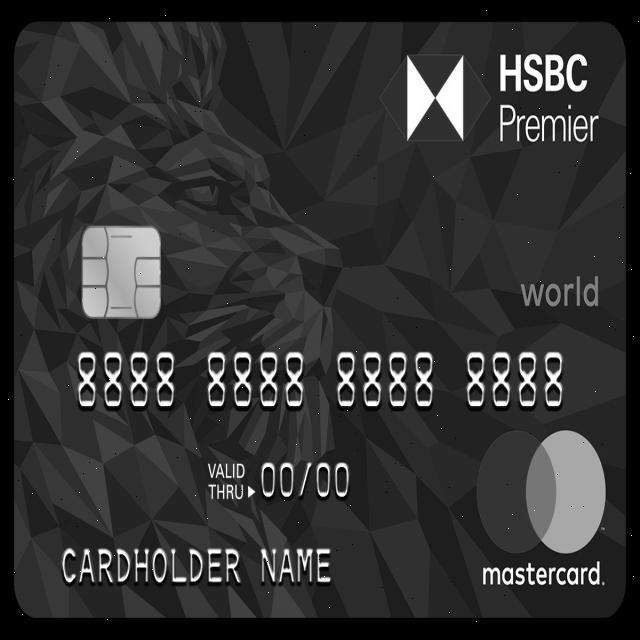 HSBC
Premier
world
8888 8888 8888 8888
VALID
THRU 00/00
CARDHOLDER NAME
mastercard.